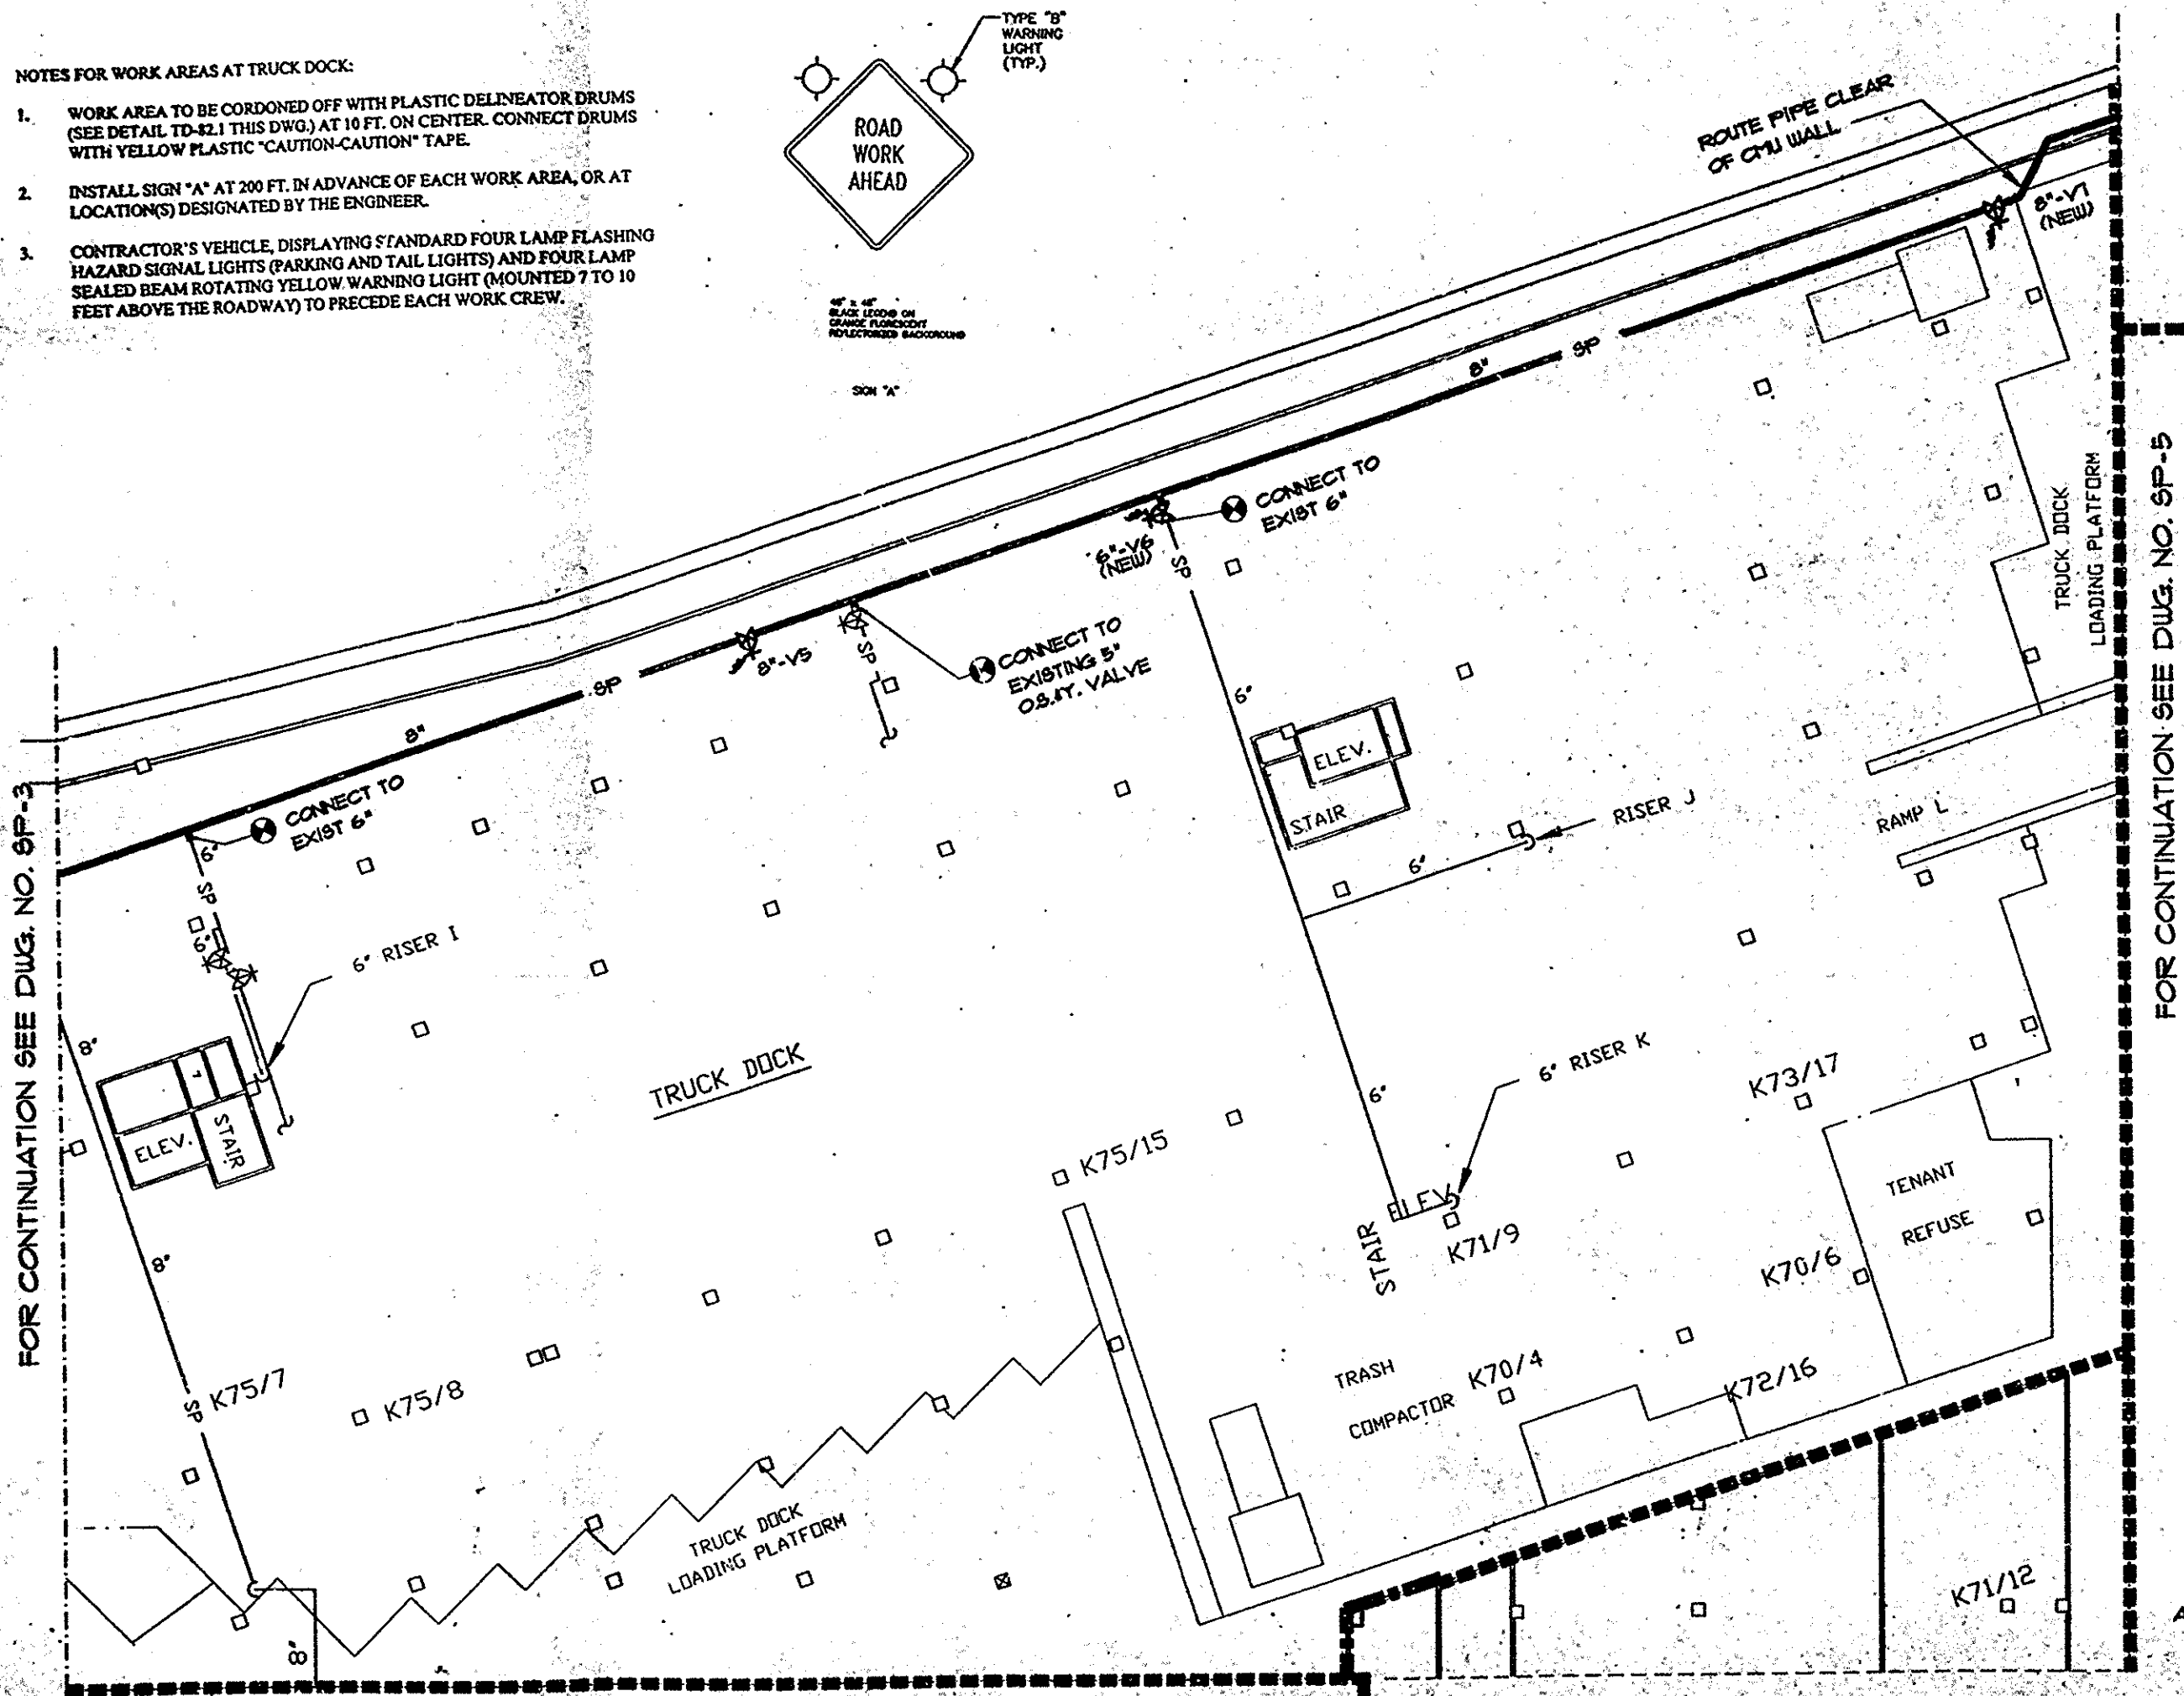 NOTES FOR WORK AREAS AT TRUCK DOCK:
1. WORK AREA TO BE CORDONED OFF WITH PLASTIC DELINEATOR DRUMS
(SEE DETAIL TD-82.1 THIS DWG.) AT 10 FT. ON CENTER. CONNECT DRUMS
WITH YELLOW PLASTIC "CAUTION-CAUTION" TAPE.
2. INSTALL SIGN "A" AT 200 FT. IN ADVANCE OF EACH WORK AREA, OR AT
LOCATION(S) DESIGNATED BY THE ENGINEER.
3. CONTRACTOR'S VEHICLE, DISPLAYING STANDARD FOUR LAMP FLASHING
HAZARD SIGNAL LIGHTS (PARKING AND TAIL LIGHTS) AND FOUR LAMP
SEALED BEAM ROTATING YELLOW WARNING LIGHT (MOUNTED 7 TO 10
FEET ABOVE THE ROADWAY) TO PRECEDE EACH WORK CREW.
TYPE "B"
WARNING
LIGHT
(TYP.)
ROAD
WORK
AHEAD
48" X 48"
BLACK LEGEND ON
ORANGE FLORESCENT
REFLECTORIZED BACKGROUND
SIGN "A"
ROUTE PIPE CLEAR
OF CMU WALL
8"-V7
(NEW)
SP
8"
CONNECT TO
EXIST 6"
6"-V6
(NEW)
SP
TRUCK DOCK
LOADING PLATFORM
FOR CONTINUATION SEE DWG. NO. SP-5
CONNECT TO
EXISTING 5"
O.S.&Y. VALVE
8"-V5
SP
SP
8"
6"
ELEV.
STAIR
CONNECT TO
EXIST 6"
6"
SP
6"
RISER J
6"
RAMP L
FOR CONTINUATION SEE DWG. NO. SP-3
6" RISER I
8"
ELEV.
STAIR
TRUCK DOCK
6" RISER K
6"
K73/17
K75/15
ELEV
STAIR
K71/9
TENANT
REFUSE
K70/6
8"
K75/7
SP
K75/8
TRASH
COMPACTOR
K70/4
K72/16
TRUCK DOCK
LOADING PLATFORM
K71/12
8"